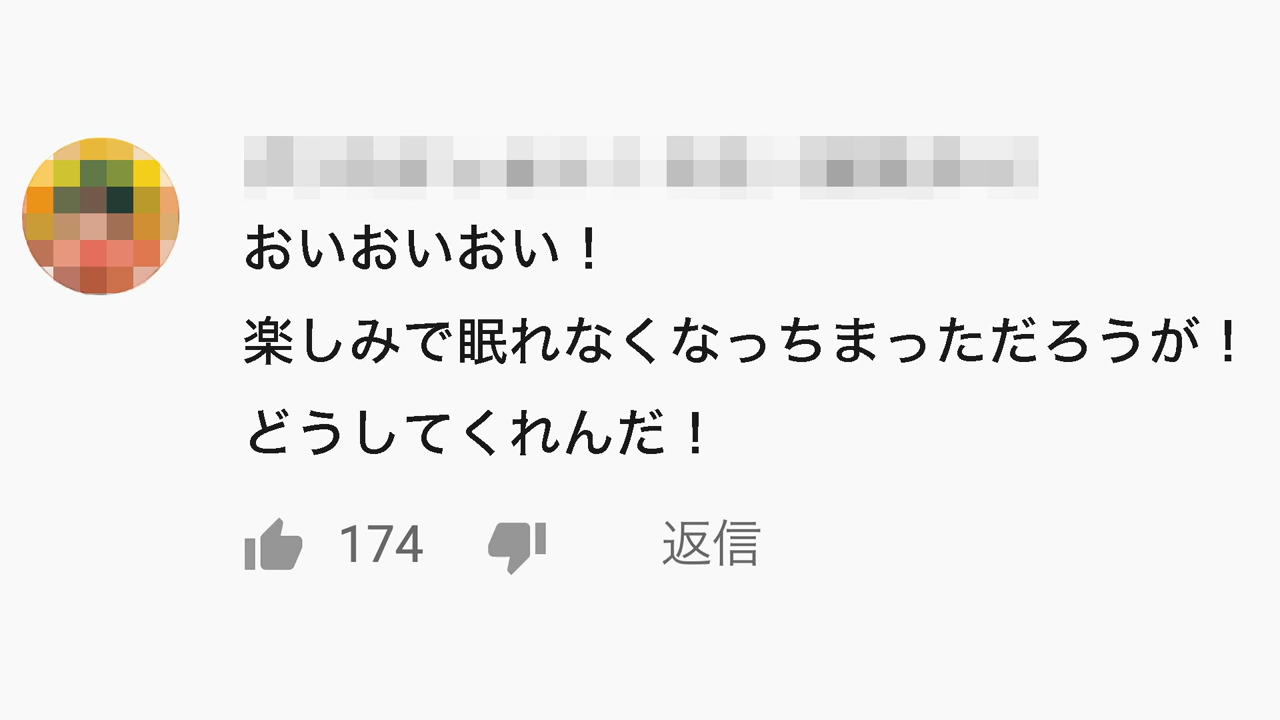 おいおいおい！
楽しみで眠れなくなっちまっただろうが！
どうしてくれんだ！
174 返信